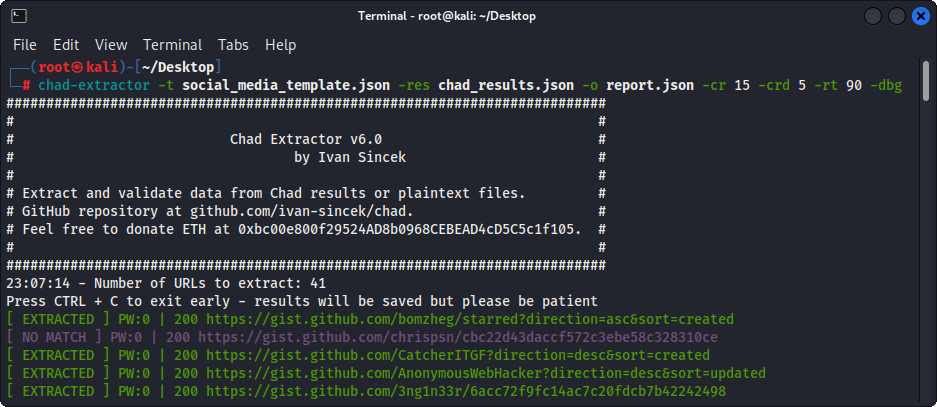 Terminal - root@kali: ~/Desktop
File Edit View Terminal Tabs Help
┌──(root㉿kali)-[~/Desktop]
└─# chad-extractor -t social_media_template.json -res chad_results.json -o report.json -cr 15 -crd 5 -rt 90 -dbg
###########################################################################
#                                                                         #
#                           Chad Extractor v6.0                           #
#                                   by Ivan Sincek                        #
#                                                                         #
# Extract and validate data from Chad results or plaintext files.         #
# GitHub repository at github.com/ivan-sincek/chad.                       #
# Feel free to donate ETH at 0xbc00e800f29524AD8b0968CEBEAD4cD5C5c1f105.  #
#                                                                         #
###########################################################################
23:07:14 - Number of URLs to extract: 41
Press CTRL + C to exit early - results will be saved but please be patient
[ EXTRACTED ] PW:0 | 200 https://gist.github.com/bomzheg/starred?direction=asc&sort=created
[ NO MATCH ] PW:0 | 200 https://gist.github.com/chrispsn/cbc22d43daccf572c3ebe58c328310ce
[ EXTRACTED ] PW:0 | 200 https://gist.github.com/CatcherITGF?direction=desc&sort=created
[ EXTRACTED ] PW:0 | 200 https://gist.github.com/AnonymousWebHacker?direction=desc&sort=updated
[ EXTRACTED ] PW:0 | 200 https://gist.github.com/3ng1n33r/6acc72f9fc14ac7c20fdcb7b42242498